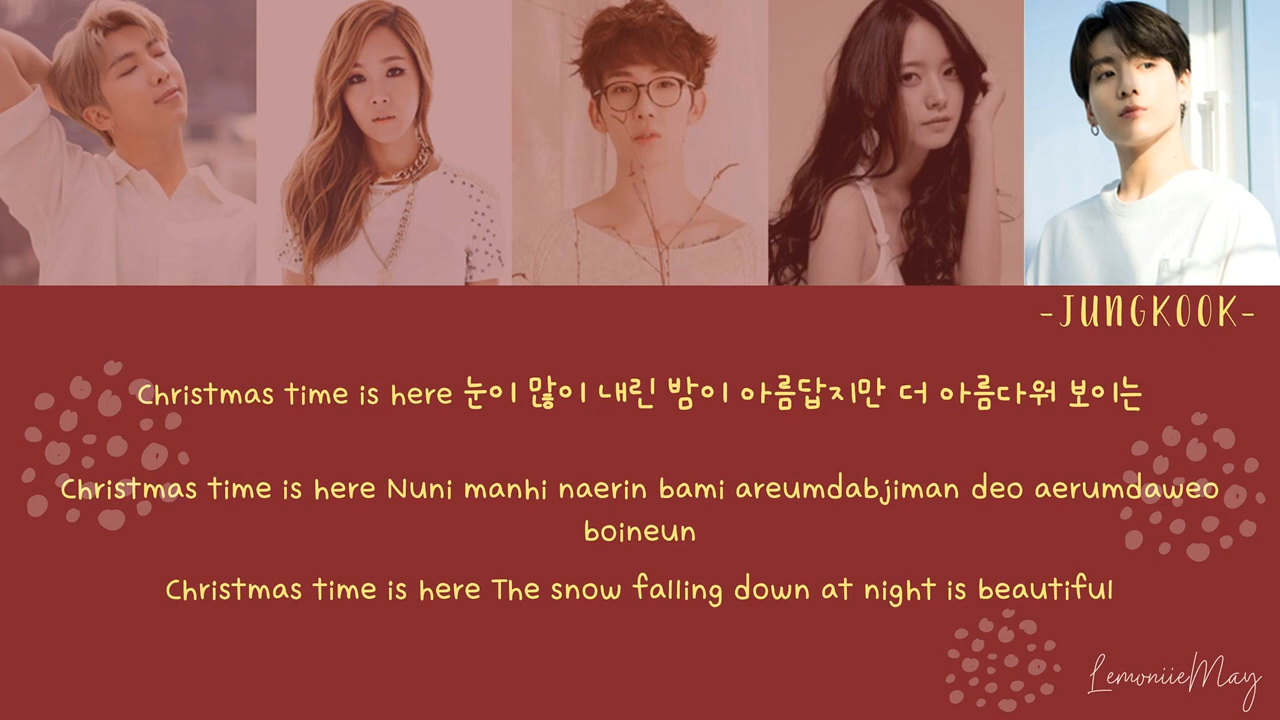 -JUNGKOOK-
Christmas time is here 눈이 많이 내린 밤이 아름답지만 더 아름다워 보이는
Christmas time is here Nuni manhi naerin bami areumdabjiman deo aerumdaweo
boineun
Christmas time is here The snow falling down at night is beautiful
LemoniieMay